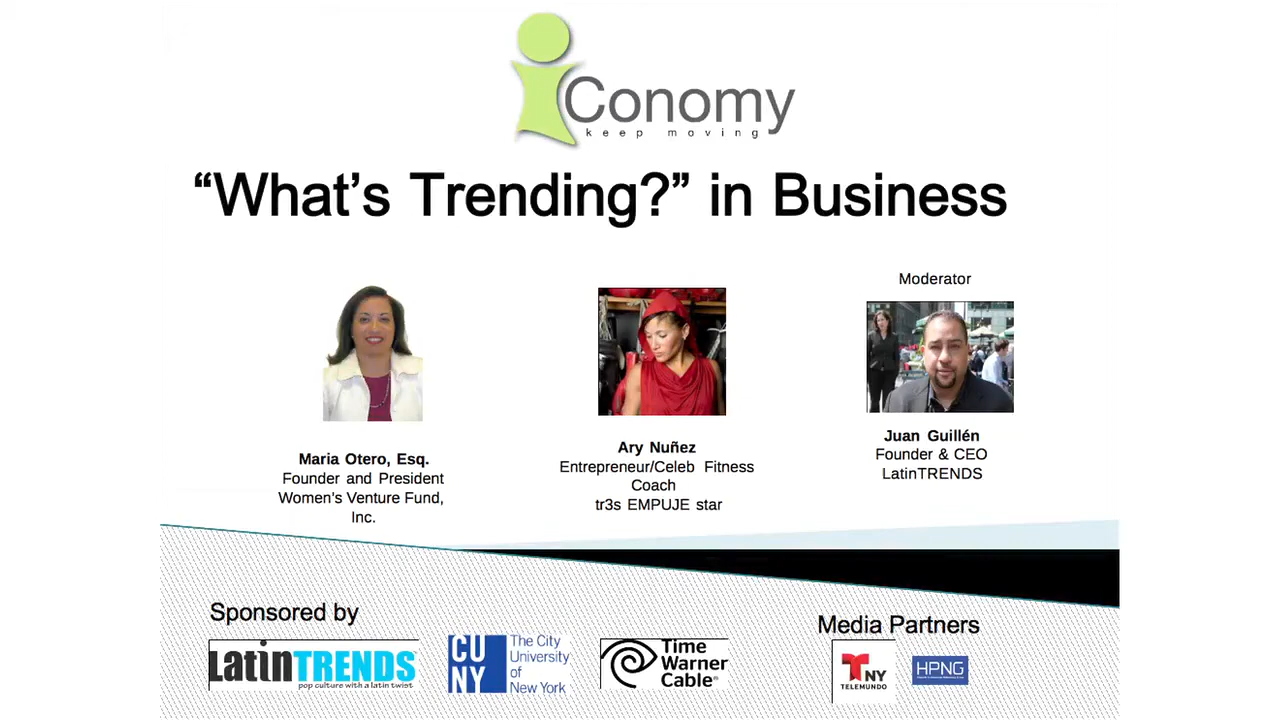 Conomy
keep moving
“What’s Trending?” in Business
Moderator
Maria Otero, Esq.
Founder and President
Women’s Venture Fund,
Inc.
Ary Nuñez
Entrepreneur/Celeb Fitness
Coach
tr3s EMPUJE star
Juan Guillén
Founder & CEO
LatinTRENDS
Sponsored by
LatinTRENDS
pop culture with a latin twist
CU
NY
The City
University
of
New York
Time
Warner
Cable®
Media Partners
T NY
TELEMUNDO
HPNG